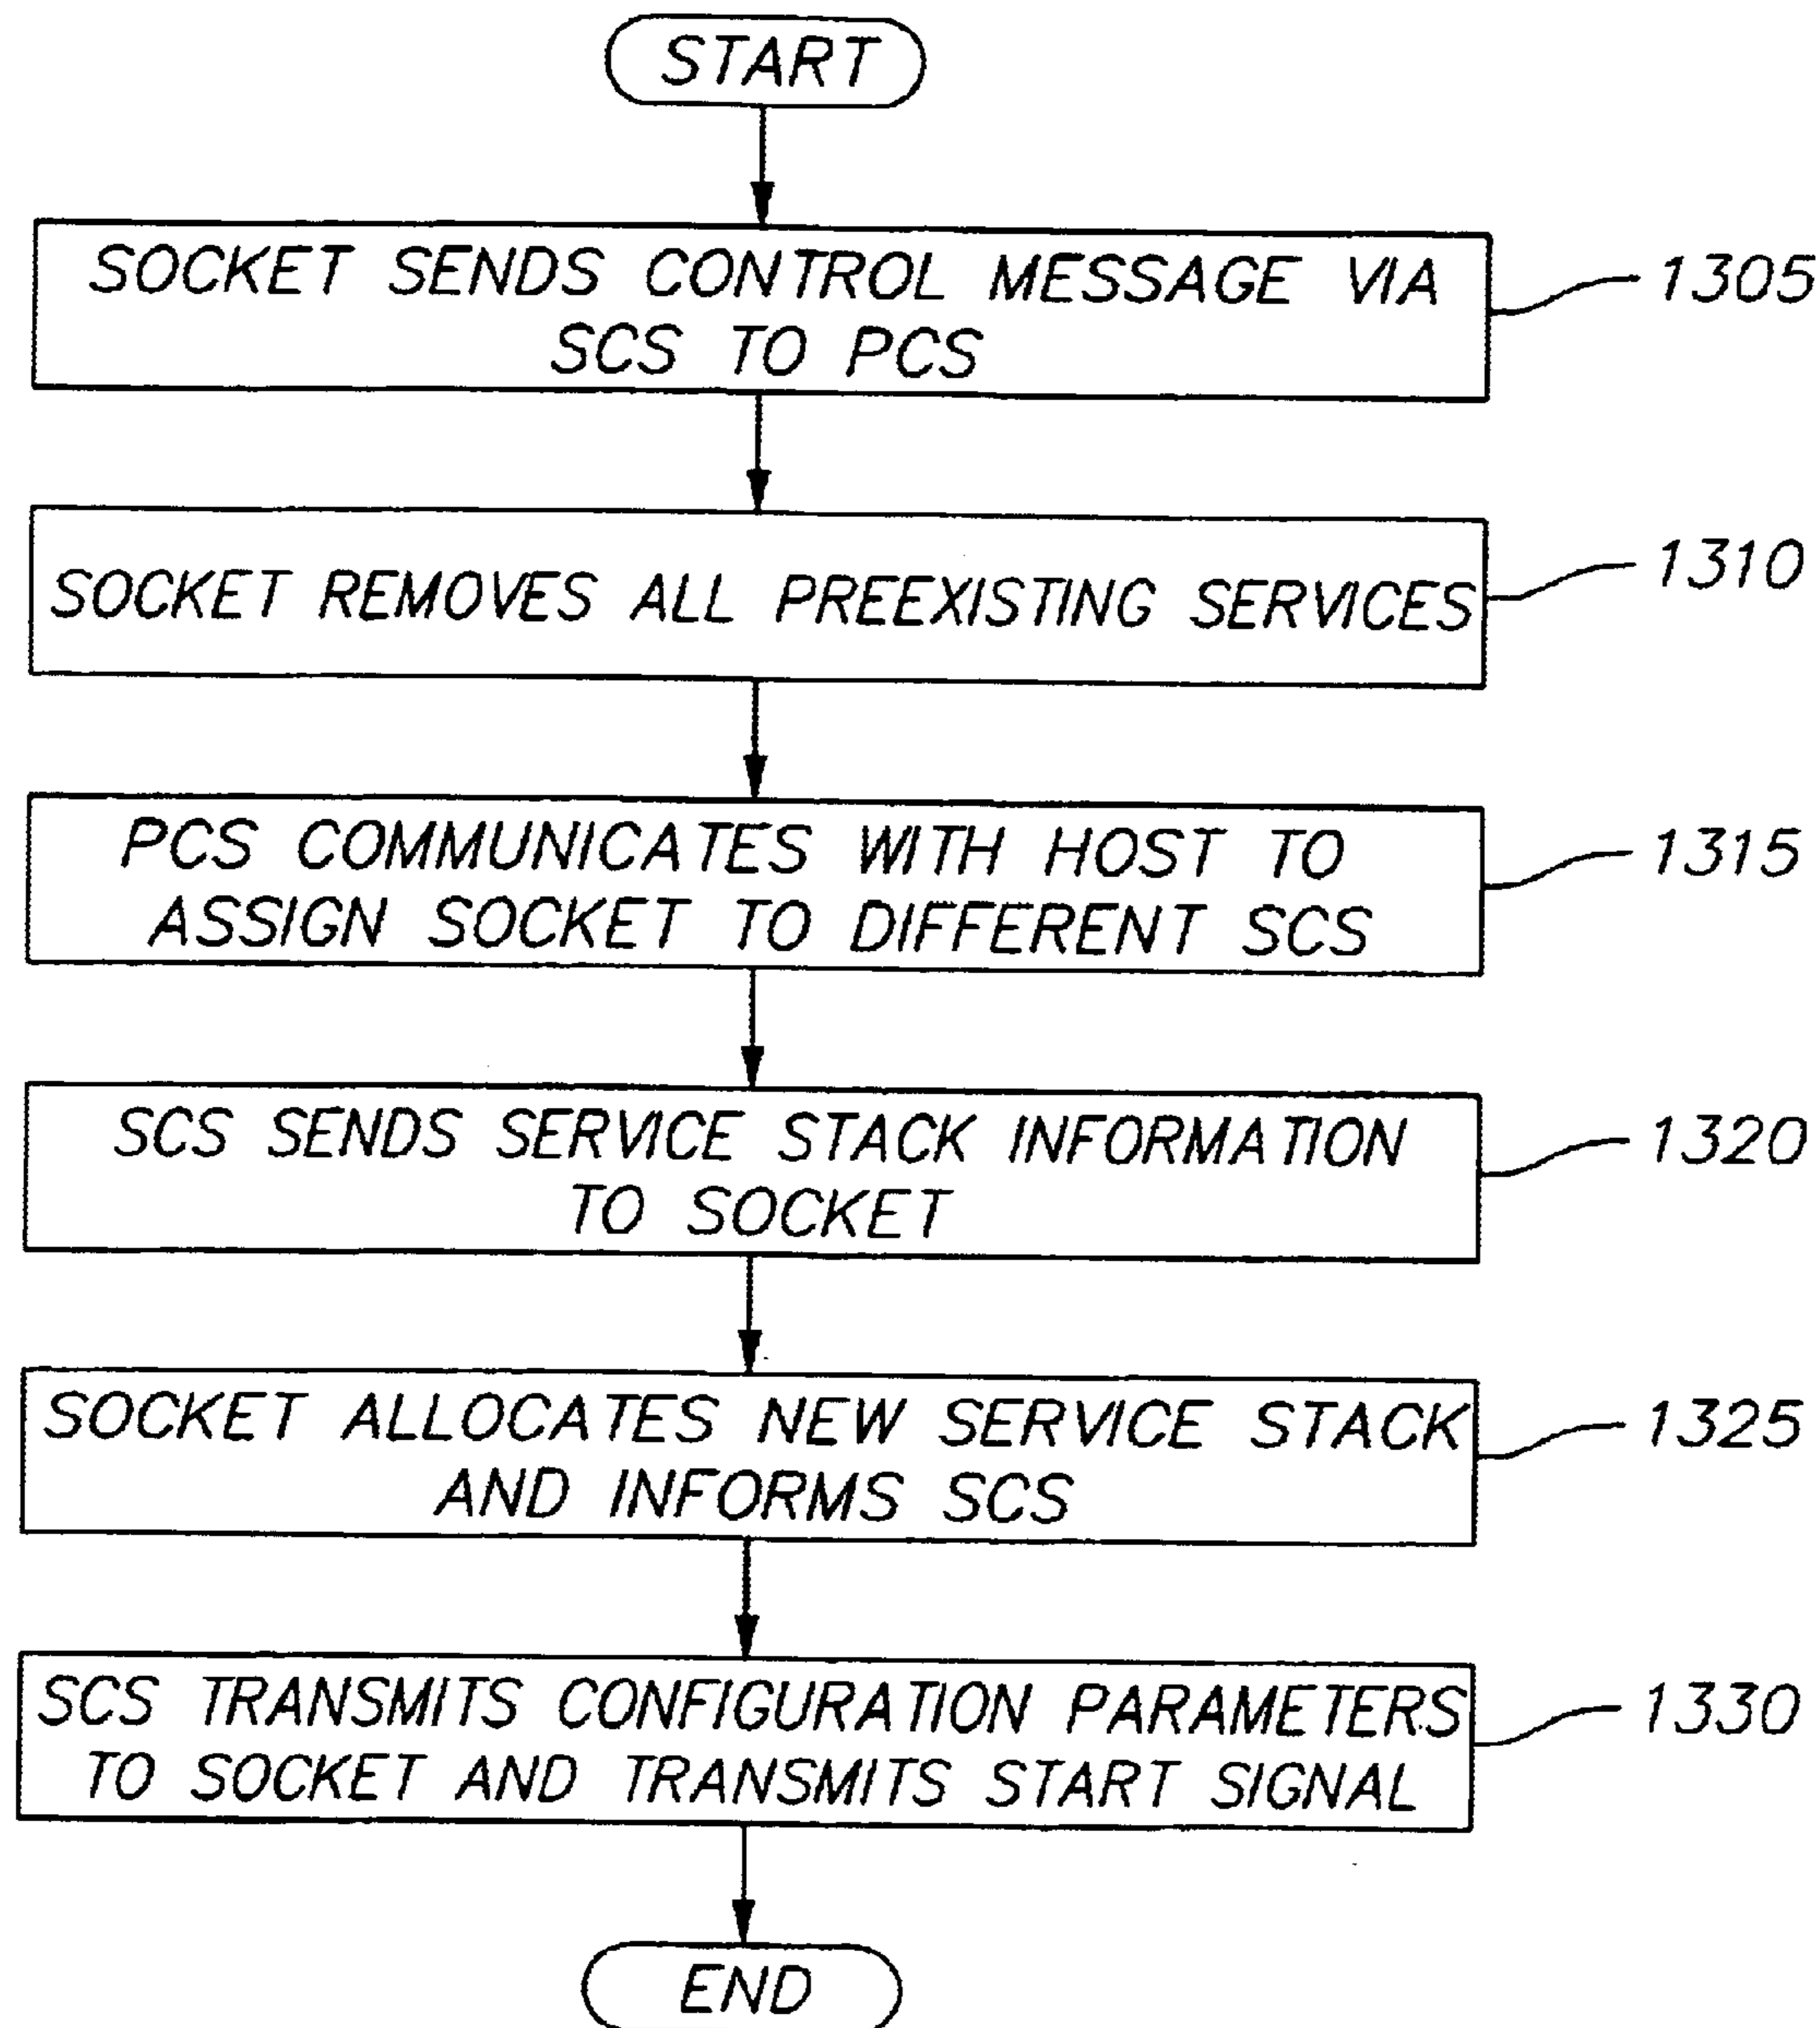 START
SOCKET SENDS CONTROL MESSAGE VIA
SCS TO PCS
1305
SOCKET REMOVES ALL PREEXISTING SERVICES
1310
PCS COMMUNICATES WITH HOST TO
ASSIGN SOCKET TO DIFFERENT SCS
1315
SCS SENDS SERVICE STACK INFORMATION
TO SOCKET
1320
SOCKET ALLOCATES NEW SERVICE STACK
AND INFORMS SCS
1325
SCS TRANSMITS CONFIGURATION PARAMETERS
TO SOCKET AND TRANSMITS START SIGNAL
1330
END